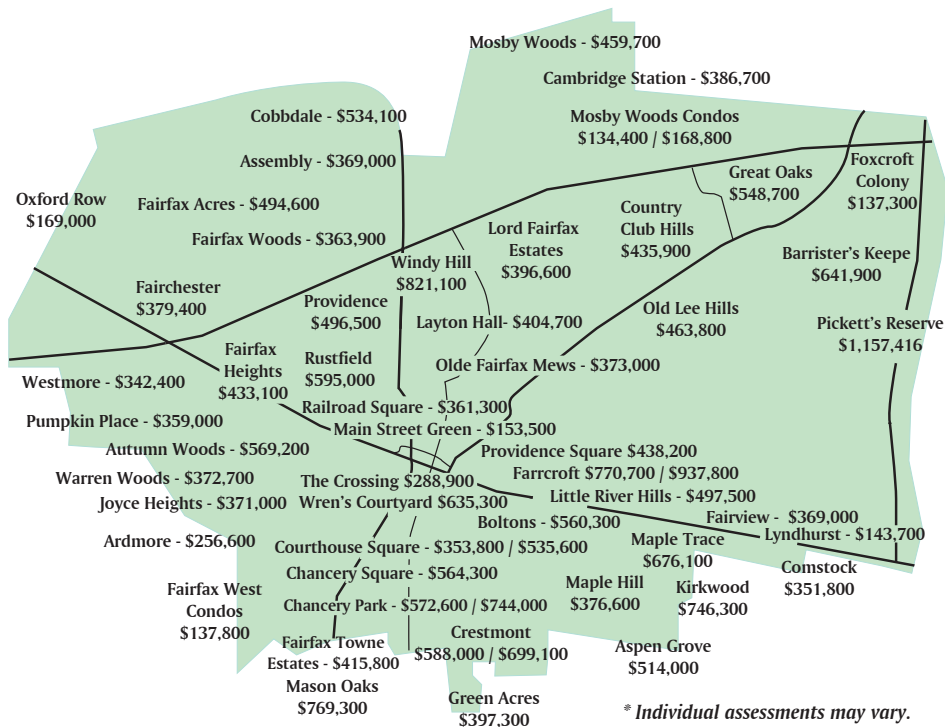 Mosby Woods - $459,700
Cambridge Station - $386,700
Cobbdale - $534,100
Mosby Woods Condos
$134,400 / $168,800
Assembly - $369,000
Great Oaks
$548,700
Foxcroft
Colony
$137,300
Oxford Row
$169,000
Fairfax Acres - $494,600
Country
Club Hills
$435,900
Fairfax Woods - $363,900
Lord Fairfax
Estates
$396,600
Windy Hill
$821,100
Barrister's Keepe
$641,900
Fairchester
$379,400
Providence
$496,500
Layton Hall- $404,700
Old Lee Hills
$463,800
Pickett's Reserve
$1,157,416
Fairfax
Heights
$433,100
Rustfield
$595,000
Olde Fairfax Mews - $373,000
Westmore - $342,400
Railroad Square - $361,300
Pumpkin Place - $359,000
Main Street Green - $153,500
Autumn Woods - $569,200
Providence Square $438,200
Warren Woods - $372,700
The Crossing $288,900
Farrcroft $770,700 / $937,800
Joyce Heights - $371,000
Wren's Courtyard $635,300
Little River Hills - $497,500
Boltons - $560,300
Fairview - $369,000
Lyndhurst - $143,700
Ardmore - $256,600
Courthouse Square - $353,800 / $535,600
Maple Trace
$676,100
Comstock
$351,800
Chancery Square - $564,300
Fairfax West
Condos
$137,800
Maple Hill
$376,600
Kirkwood
$746,300
Chancery Park - $572,600 / $744,000
Fairfax Towne
Estates - $415,800
Crestmont
$588,000 / $699,100
Aspen Grove
$514,000
Mason Oaks
$769,300
Green Acres
$397,300
* Individual assessments may vary.